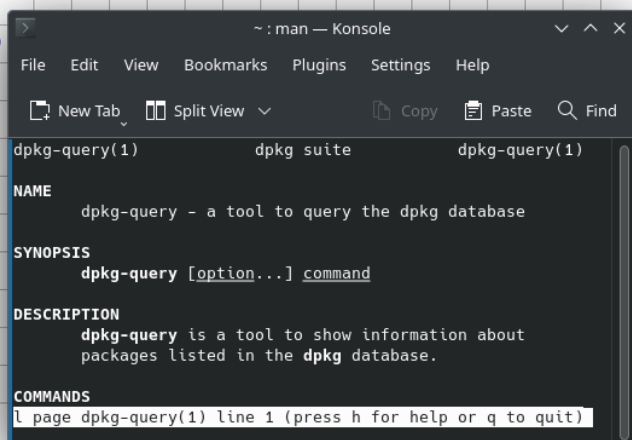 ~ : man — Konsole
File Edit View Bookmarks Plugins Settings Help
New Tab Split View Copy Paste Find
dpkg-query(1) dpkg suite dpkg-query(1)
NAME
dpkg-query - a tool to query the dpkg database
SYNOPSIS
dpkg-query [option...] command
DESCRIPTION
dpkg-query is a tool to show information about
packages listed in the dpkg database.
COMMANDS
l page dpkg-query(1) line 1 (press h for help or q to quit)